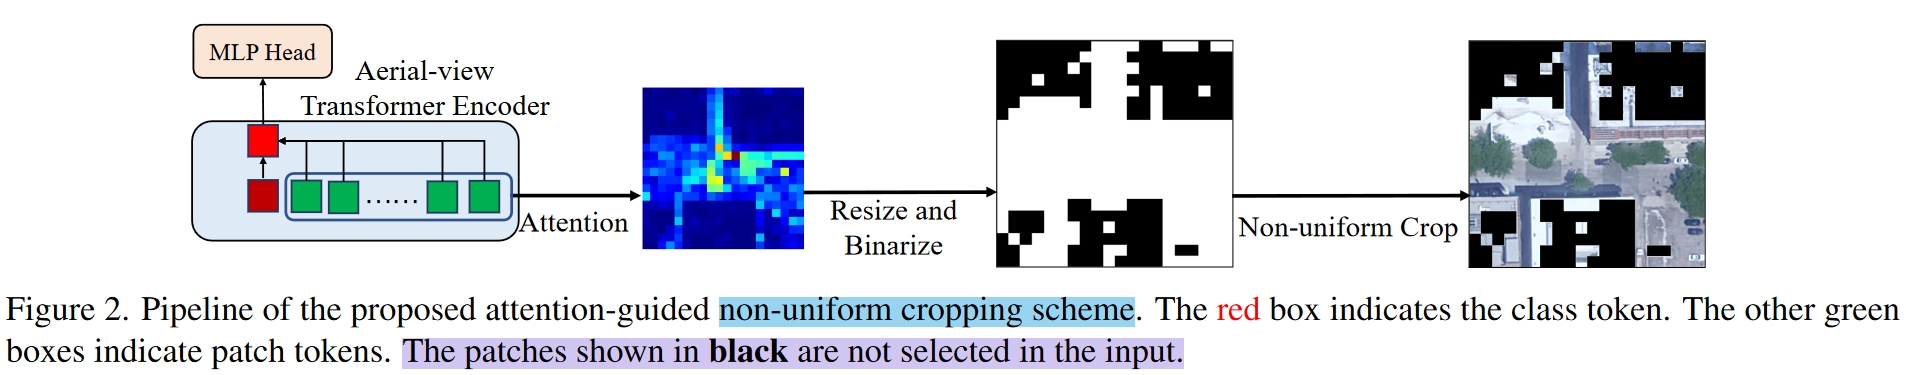 MLP Head
Aerial-view
Transformer Encoder
......
Attention
Resize and
Binarize
Non-uniform Crop
Figure 2. Pipeline of the proposed attention-guided non-uniform cropping scheme. The red box indicates the class token. The other green
boxes indicate patch tokens. The patches shown in black are not selected in the input.